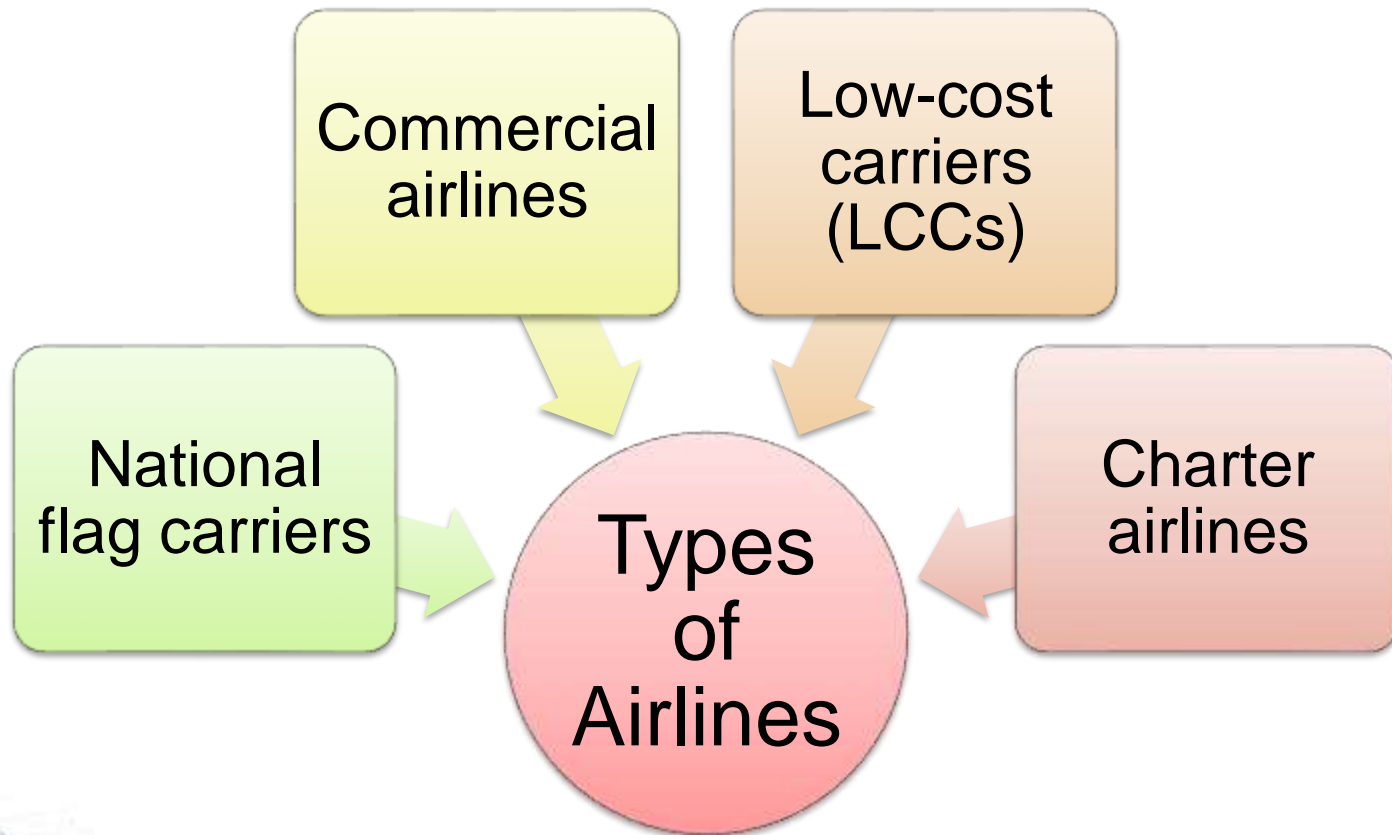 Commercial
airlines
Low-cost
carriers
(LCCs)
National
flag carriers
Charter
airlines
Types
of
Airlines